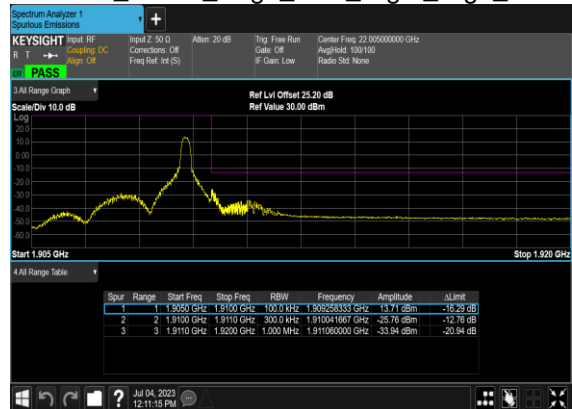 Spectrum Analyzer 1
Spurious Emissions
KEYSIGHT Input: RF Input Z: 50 Ω Atten: 20 dB Trig: Free Run Center Freq: 22.005000000 GHz
R T Coupling: DC Corrections: Off Gate: Off Avg|Hold: 100/100
Align: Off Freq Ref: Int (S) IF Gain: Low Radio Std: None
PASS
3 All Range Graph
Ref Lvl Offset 25.20 dB
Scale/Div 10.0 dB Ref Value 30.00 dBm
Log
20.0
10.0
0.00
-10.0
-20.0
-30.0
-40.0
-50.0
-60.0
Start 1.905 GHz Stop 1.920 GHz
4 All Range Table
Spur Range Start Freq Stop Freq RBW Frequency Amplitude ΔLimit
1 1 1.9050 GHz 1.9100 GHz 100.0 kHz 1.909258333 GHz 13.71 dBm -16.29 dB
2 2 1.9100 GHz 1.9110 GHz 300.0 kHz 1.910041667 GHz -25.76 dBm -12.76 dB
3 3 1.9110 GHz 1.9200 GHz 1.000 MHz 1.911060000 GHz -33.94 dBm -20.94 dB
? Jul 04, 2023
12:11:15 PM